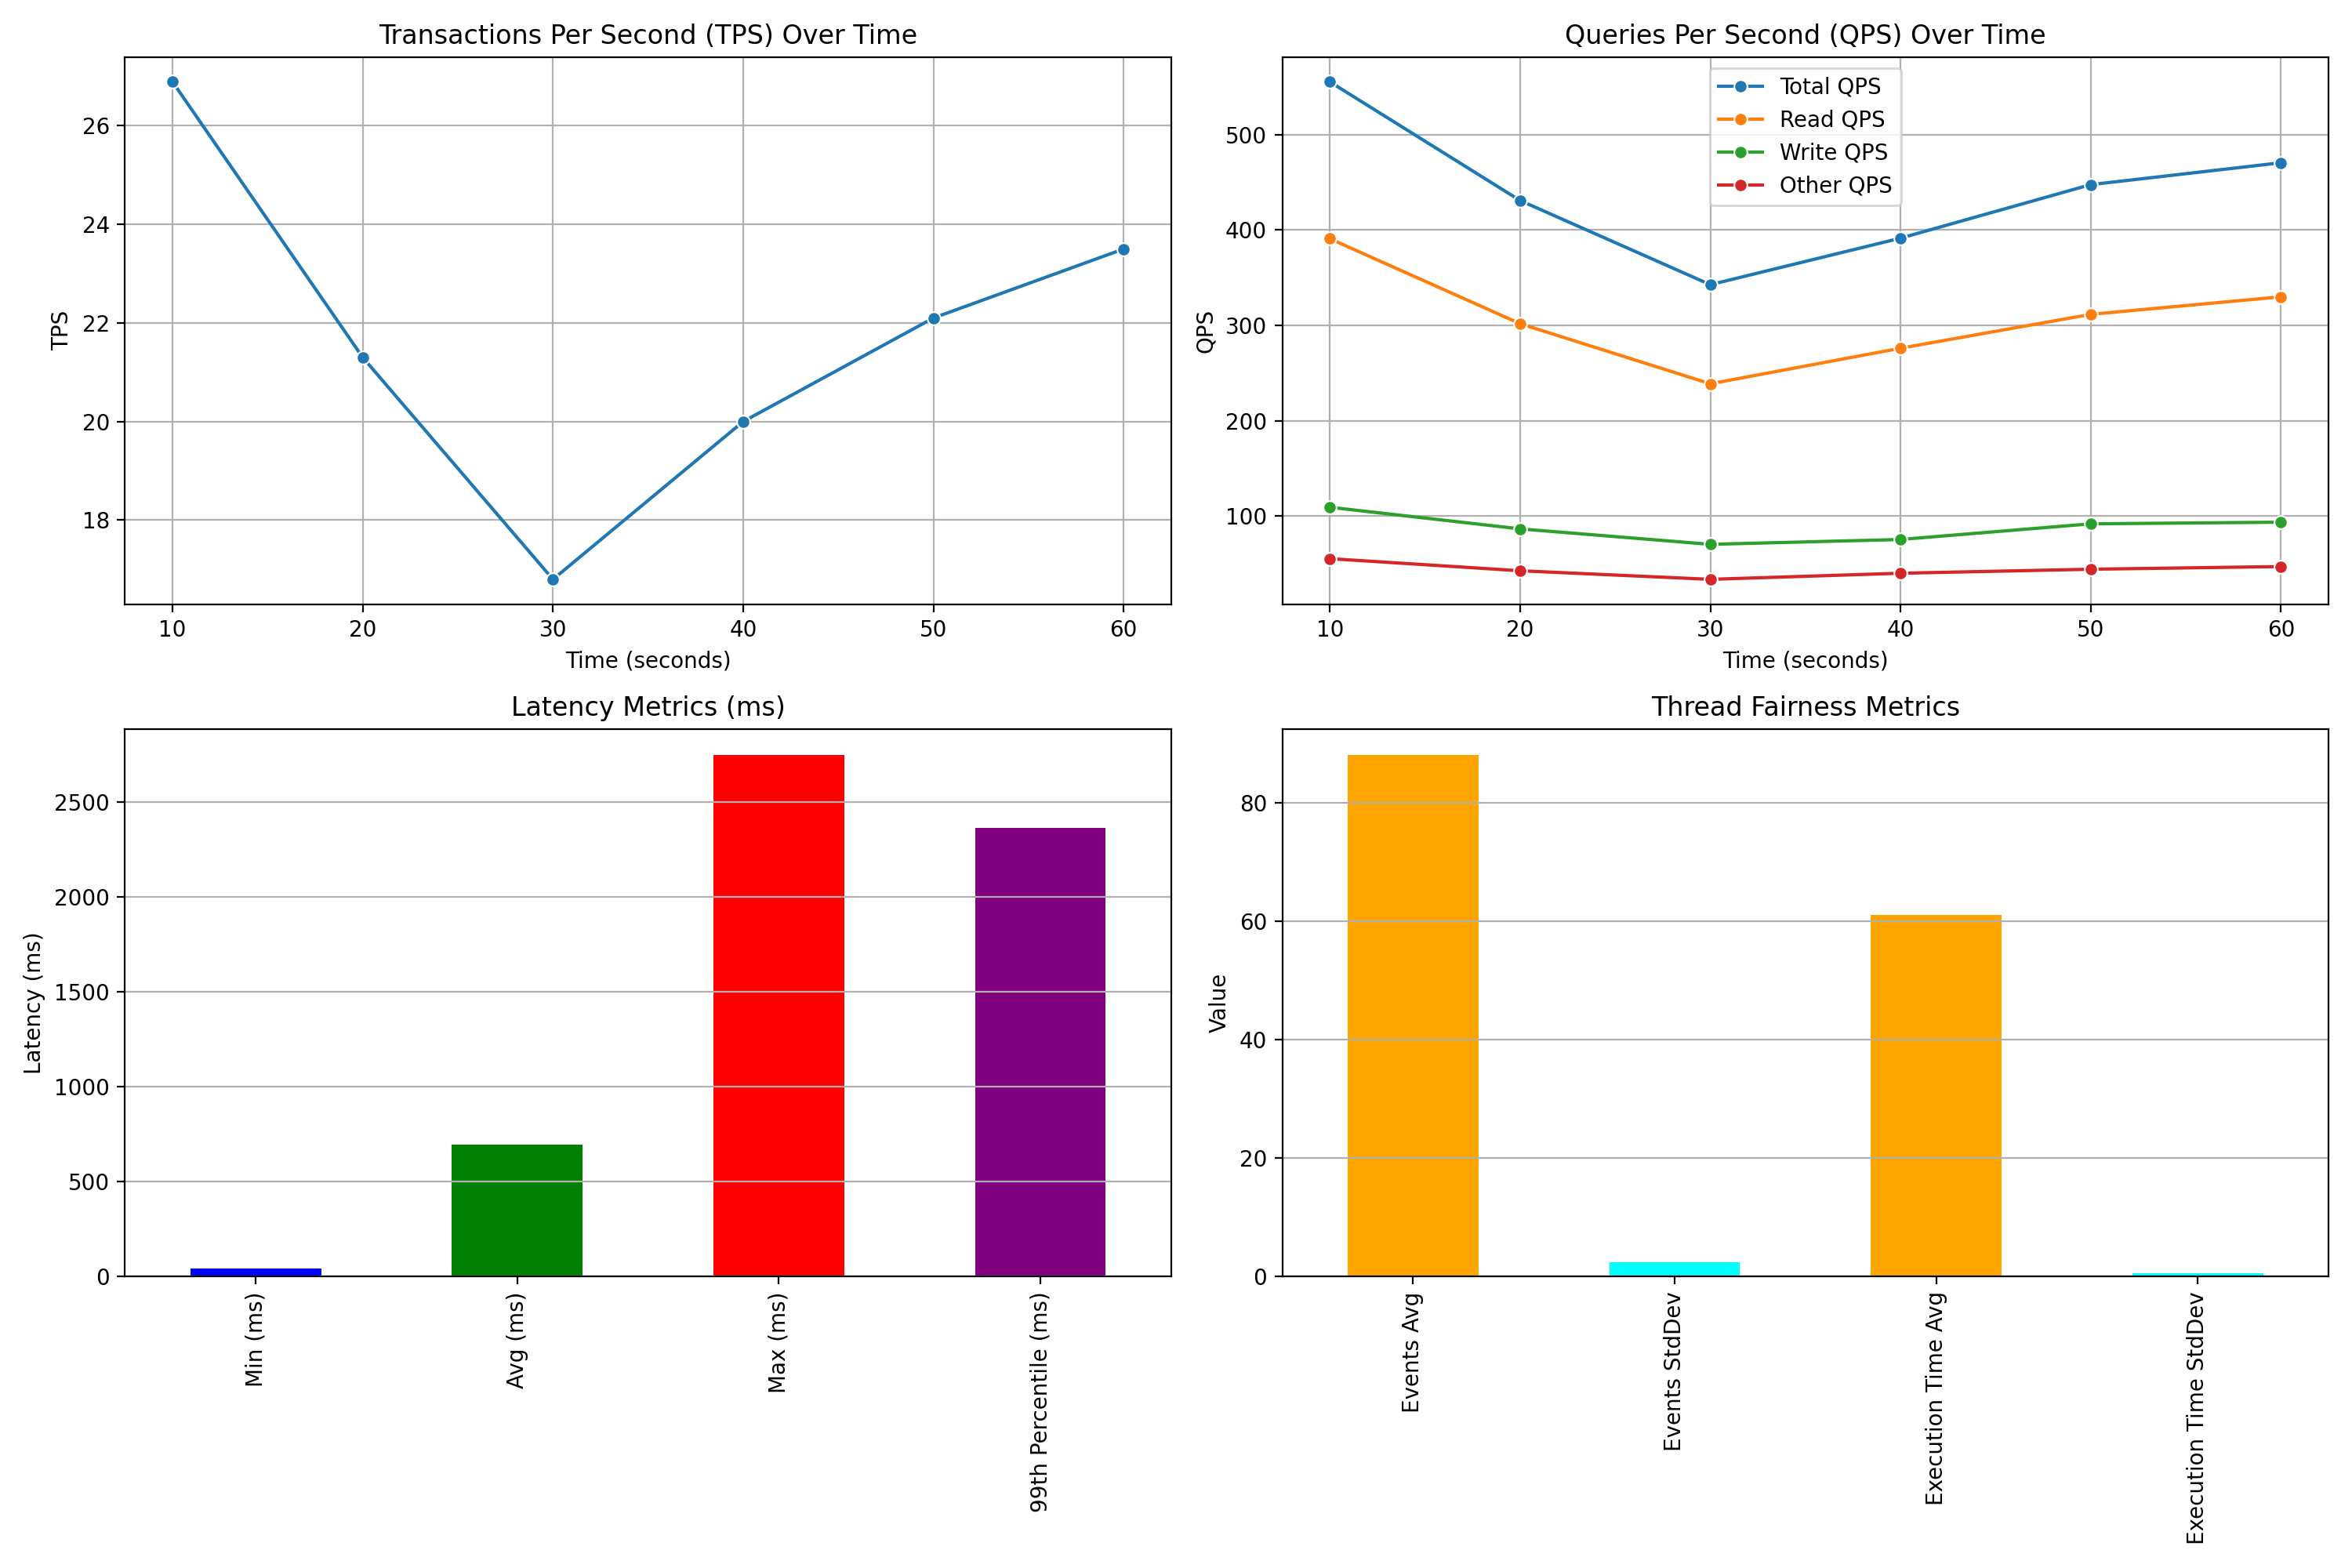 Transactions Per Second (TPS) Over Time
TPS
26
24
22
20
18
10 20 30 40 50 60
Time (seconds)
Queries Per Second (QPS) Over Time
Total QPS
Read QPS
Write QPS
Other QPS
QPS
500
400
300
200
100
10 20 30 40 50 60
Time (seconds)
Latency Metrics (ms)
Latency (ms)
2500
2000
1500
1000
500
0
Min (ms)
Avg (ms)
Max (ms)
99th Percentile (ms)
Thread Fairness Metrics
Value
80
60
40
20
0
Events Avg
Events StdDev
Execution Time Avg
Execution Time StdDev